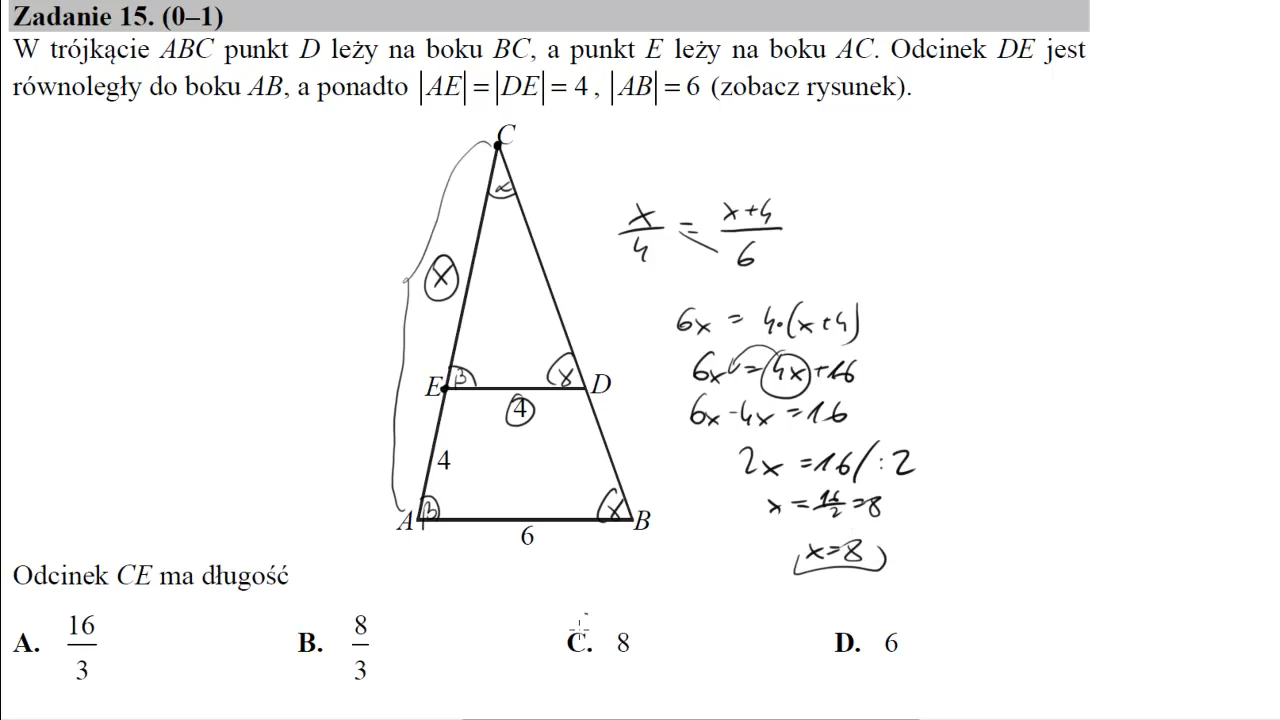 Zadanie 15. (0–1)
W trójkącie ABC punkt D leży na boku BC, a punkt E leży na boku AC. Odcinek DE jest
równoległy do boku AB, a ponadto |AE| = |DE| = 4, |AB| = 6 (zobacz rysunek).
C
α
x
E
β
γ
D
4
4
A
β
γ
B
6
x/4 = (x+4)/6
6x = 4·(x+4)
6x = 4x+16
6x-4x=16
2x=16/:2
x=16/2=8
x=8
Odcinek CE ma długość
A. 16/3 B. 8/3 C. 8 D. 6